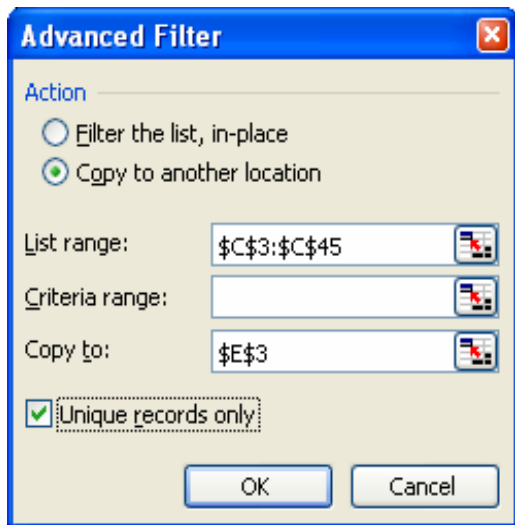 Advanced Filter
Action
Filter the list, in-place
Copy to another location
List range: $C$3:$C$45
Criteria range:
Copy to: $E$3
Unique records only
OK Cancel